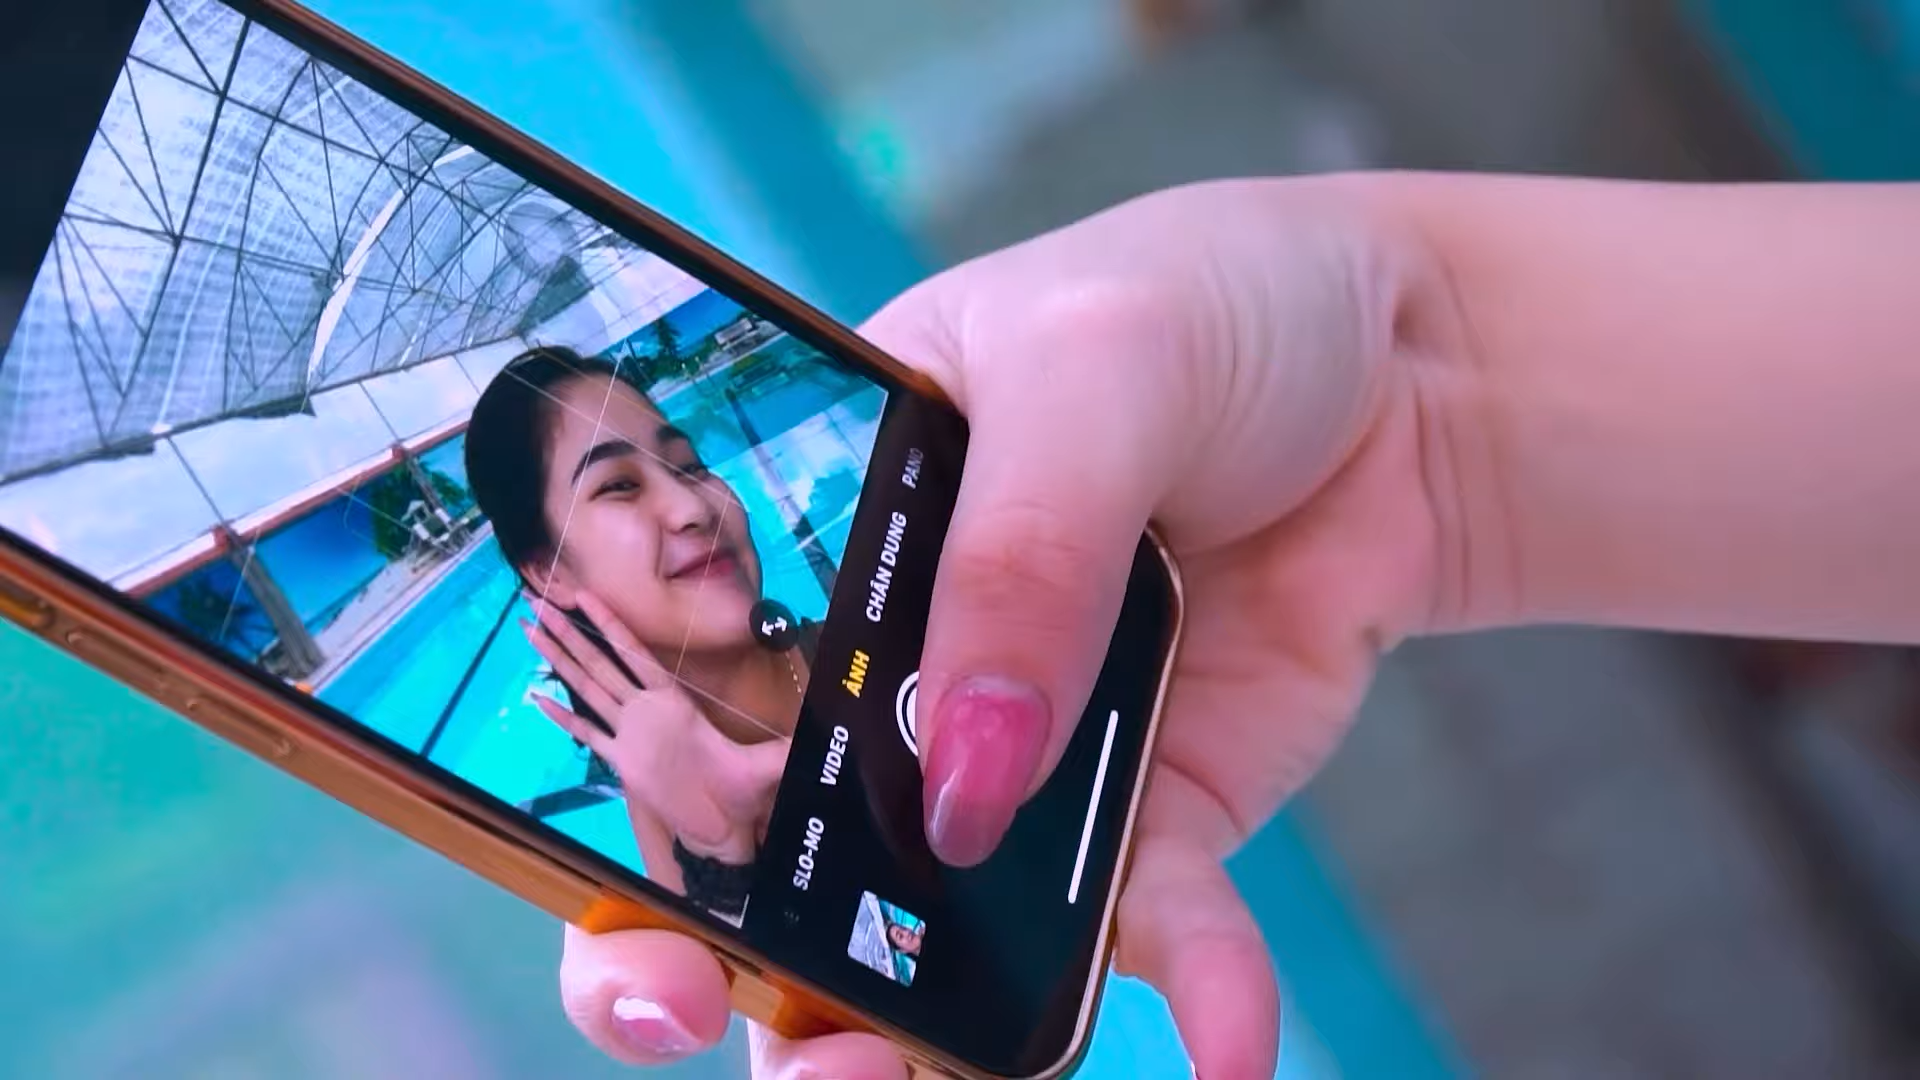 SLO-MO
VIDEO
ẢNH
CHÂN DUNG
PANO